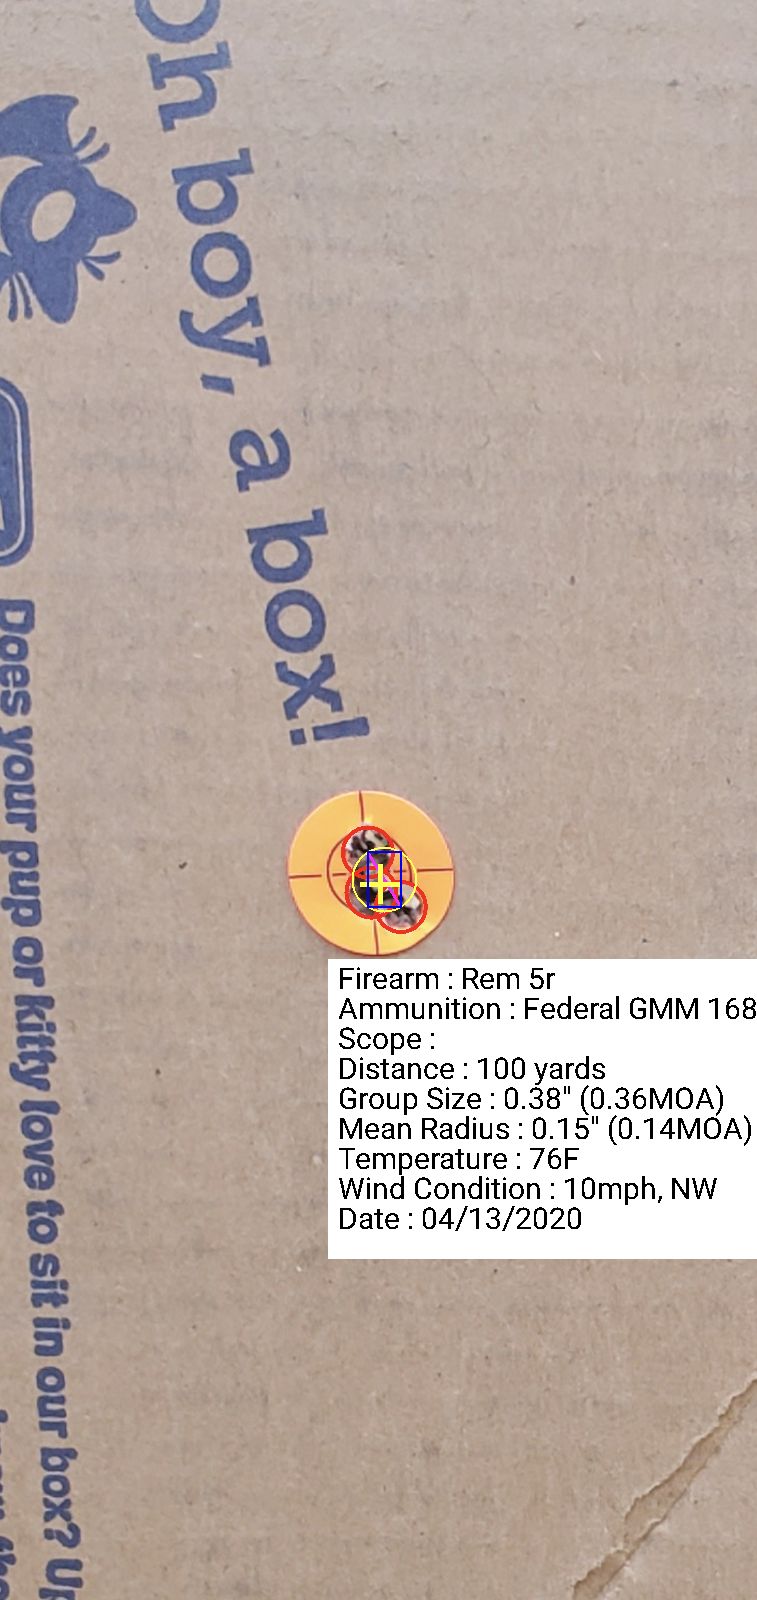 Oh boy, a box!
Does your pup or kitty love to sit in our box? Up
Firearm : Rem 5r
Ammunition : Federal GMM 168
Scope :
Distance : 100 yards
Group Size : 0.38" (0.36MOA)
Mean Radius : 0.15" (0.14MOA)
Temperature : 76F
Wind Condition : 10mph, NW
Date : 04/13/2020